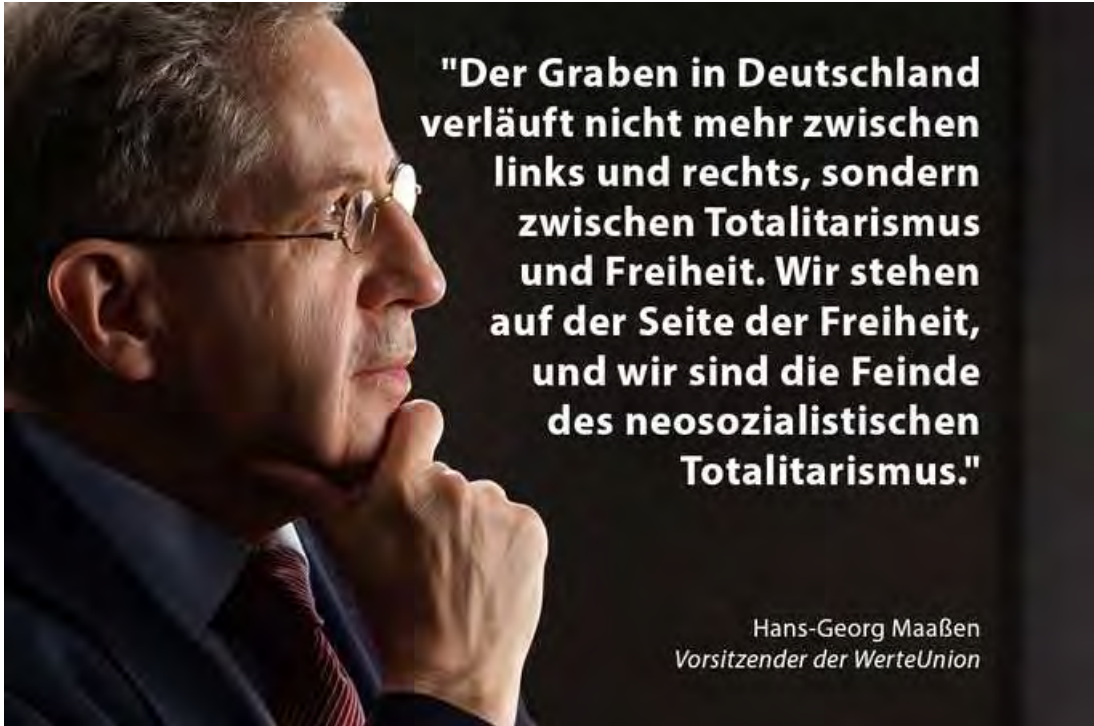 "Der Graben in Deutschland
verläuft nicht mehr zwischen
links und rechts, sondern
zwischen Totalitarismus
und Freiheit. Wir stehen
auf der Seite der Freiheit,
und wir sind die Feinde
des neosozialistischen
Totalitarismus."
Hans-Georg Maaßen
Vorsitzender der WerteUnion